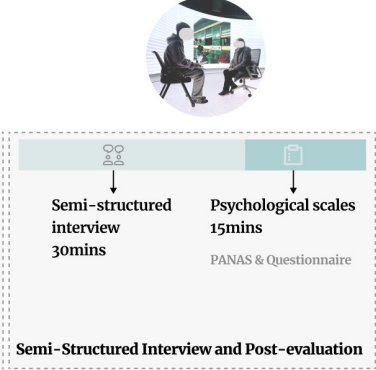 Semi-structured
interview
30mins
Psychological scales
15mins
PANAS & Questionnaire
Semi-Structured Interview and Post-evaluation